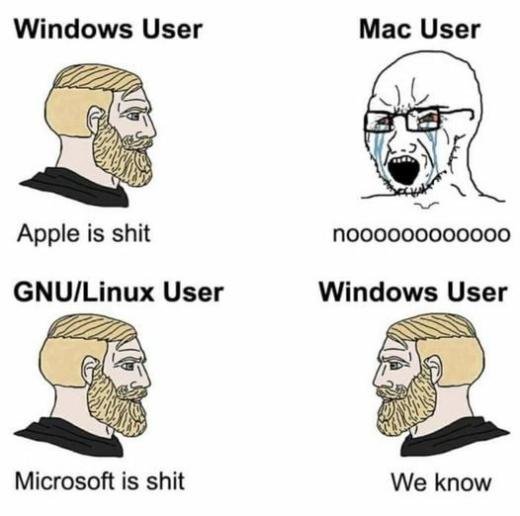 Windows User
Mac User
Apple is shit
noooooooooooo
GNU/Linux User
Windows User
Microsoft is shit
We know